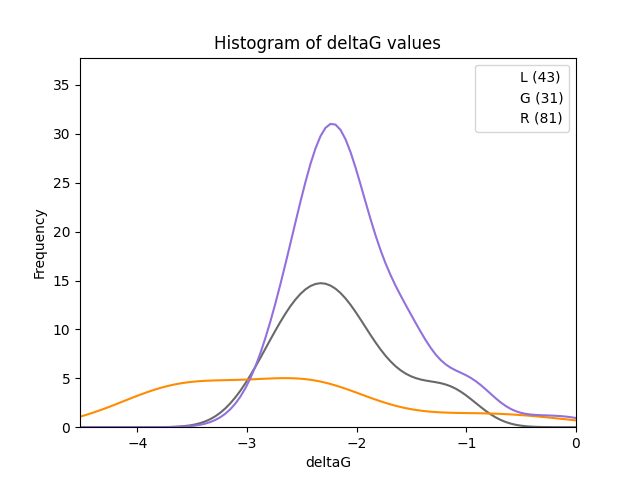 Histogram of deltaG values
L (43)
G (31)
R (81)
Frequency
35
30
25
20
15
10
5
0
−4
−3
−2
−1
0
deltaG